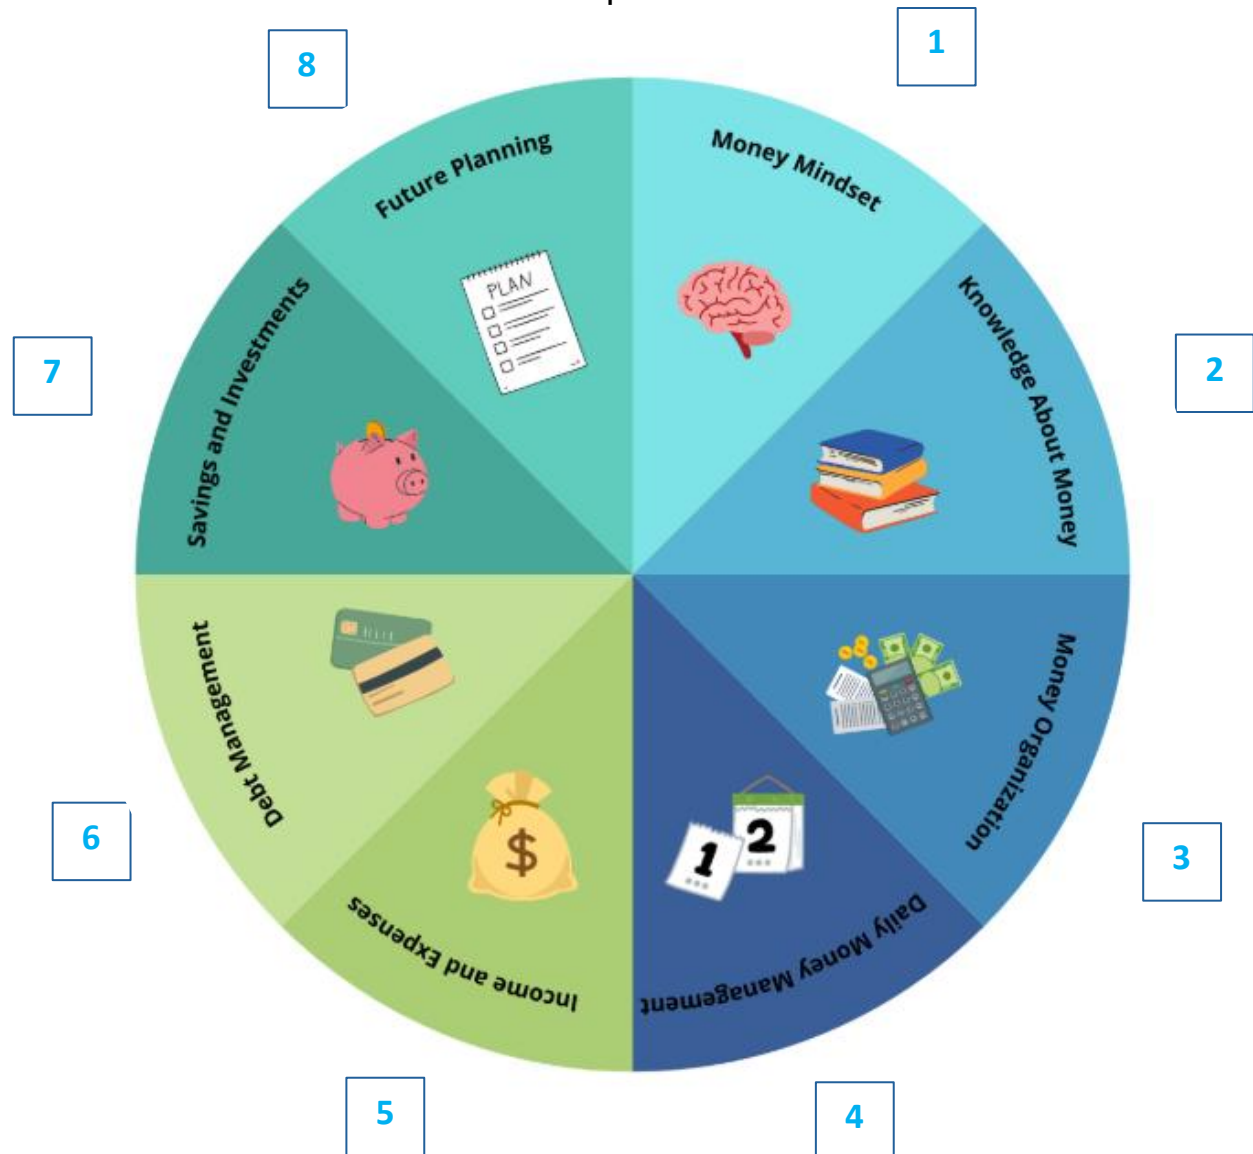 1
Money Mindset
2
Knowledge About Money
3
Money Organization
4
Daily Money Management
1
2
5
Income and Expenses
$
6
Debt Management
7
Savings and Investments
8
Future Planning
PLAN